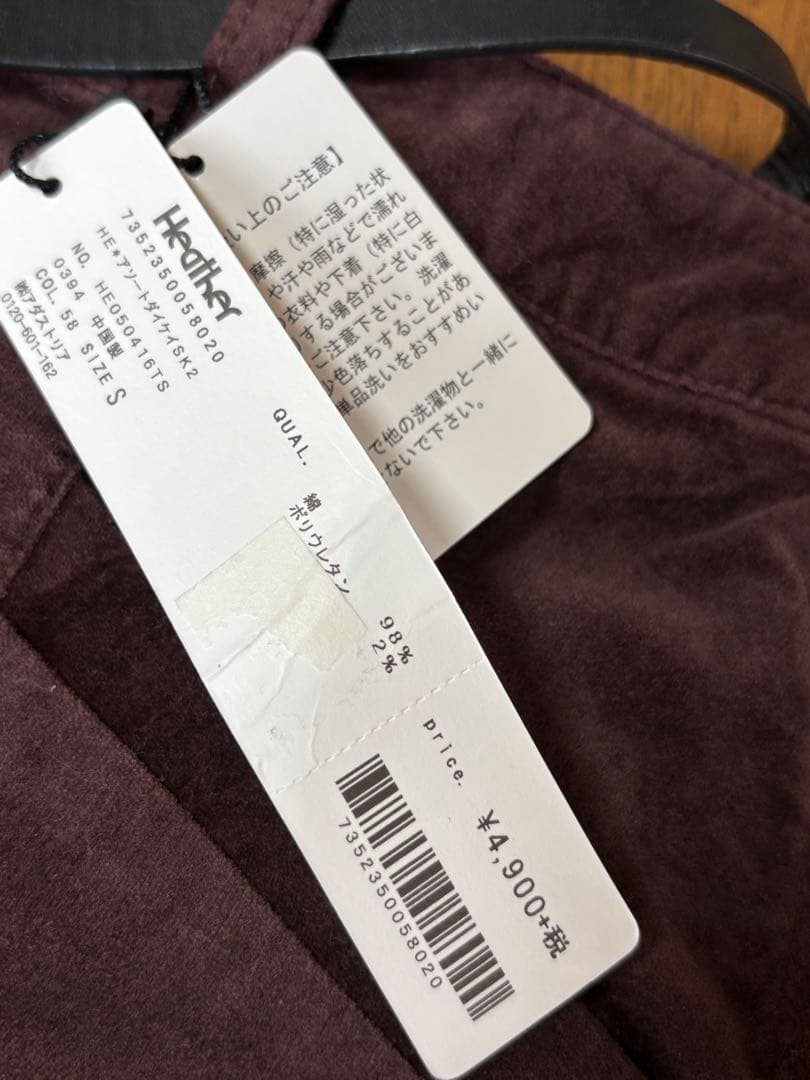 Heather
7352350058020
HE*アソートダイケイSK2
NO. HE050416TS
0394 中国製
COL. 58 SIZE S
㈱アダストリア
0120-601-162
QUAL.
綿 98%
ポリウレタン 2%
price.
¥4,900+税
7352350058020
い上のご注意】
摩擦(特に湿った状
や汗や雨などで濡れ
の衣料や下着(特に白
する場合がございま
ご注意下さい。洗濯
少色落ちすることがあ
単品洗いをおすすめい
で他の洗濯物と一緒に
ないで下さい。